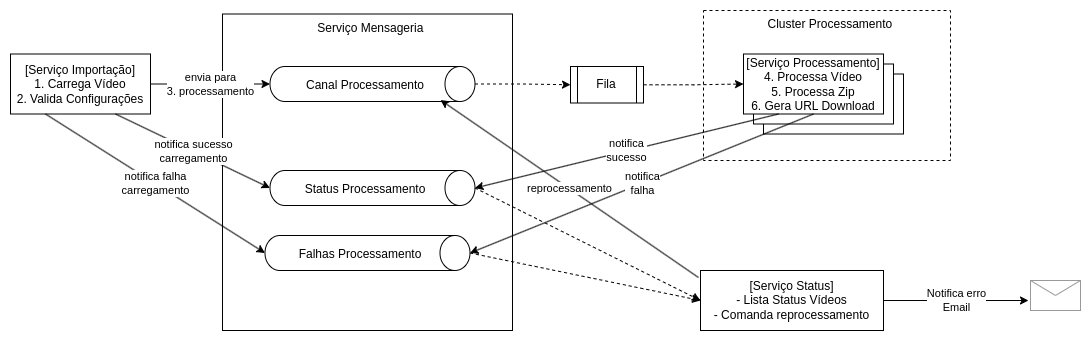 Serviço Mensageria
Cluster Processamento
[Serviço Importação]
1. Carrega Vídeo
2. Valida Configurações
envia para
3. processamento
Canal Processamento
Fila
[Serviço Processamento]
4. Processa Vídeo
5. Processa Zip
6. Gera URL Download
notifica sucesso
carregamento
notifica falha
carregamento
Status Processamento
notifica
sucesso
reprocessamento
notifica
falha
Falhas Processamento
[Serviço Status]
- Lista Status Vídeos
- Comanda reprocessamento
Notifica erro
Email